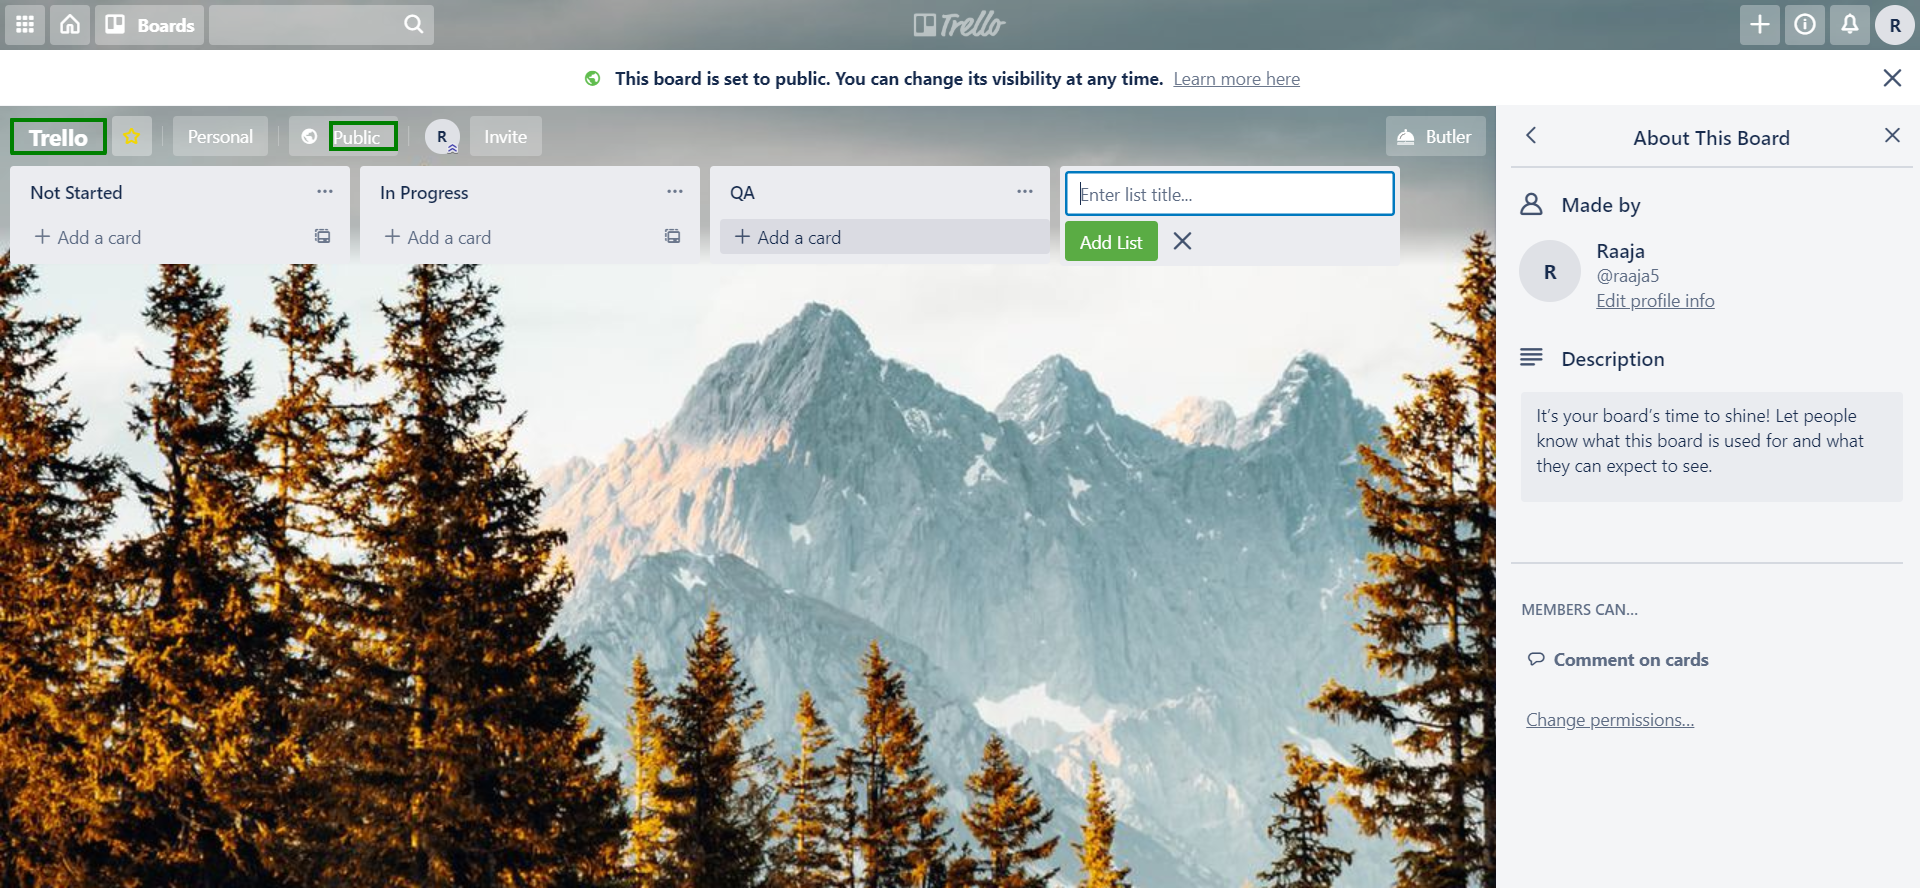 Boards
Trello
R
This board is set to public. You can change its visibility at any time. Learn more here
Trello
Personal
Public
R
Invite
Butler
Not Started
In Progress
QA
Enter list title...
+ Add a card
+ Add a card
+ Add a card
Add List
About This Board
Made by
R
Raaja
@raaja5
Edit profile info
Description
It’s your board’s time to shine! Let people
know what this board is used for and what
they can expect to see.
MEMBERS CAN...
Comment on cards
Change permissions...